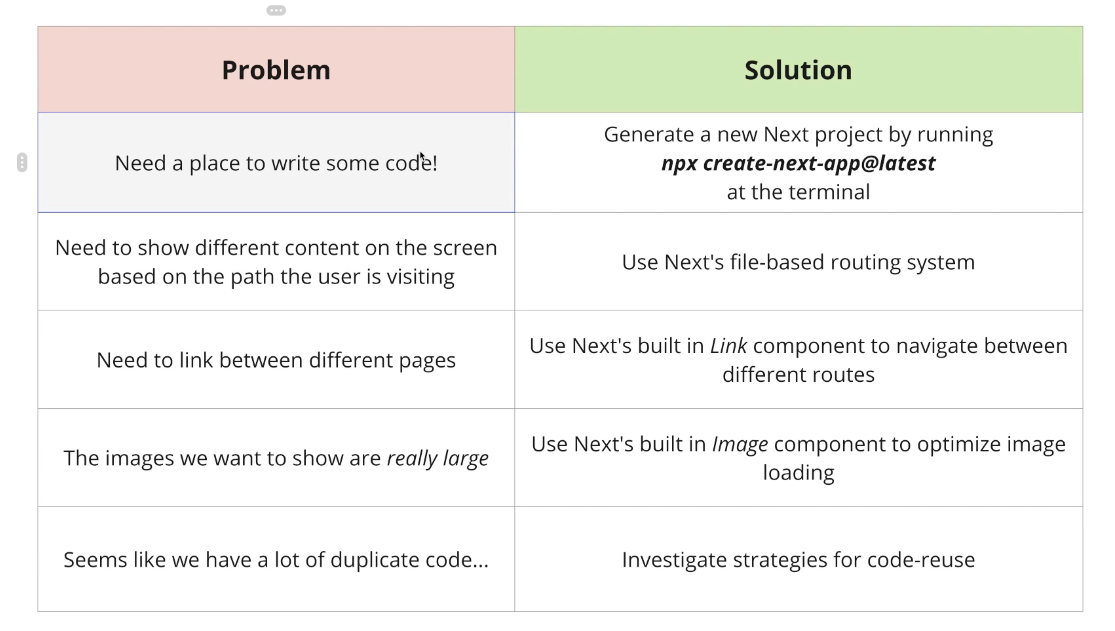 Problem
Solution
Need a place to write some code!
Generate a new Next project by running
npx create-next-app@latest
at the terminal
Need to show different content on the screen
based on the path the user is visiting
Use Next's file-based routing system
Need to link between different pages
Use Next's built in Link component to navigate between
different routes
The images we want to show are really large
Use Next's built in Image component to optimize image
loading
Seems like we have a lot of duplicate code...
Investigate strategies for code-reuse